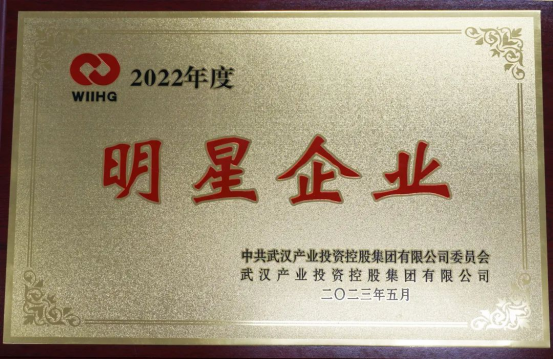 WIIHG
2022年度
明星企业
中共武汉产业投资控股集团有限公司委员会
武汉产业投资控股集团有限公司
二〇二三年五月